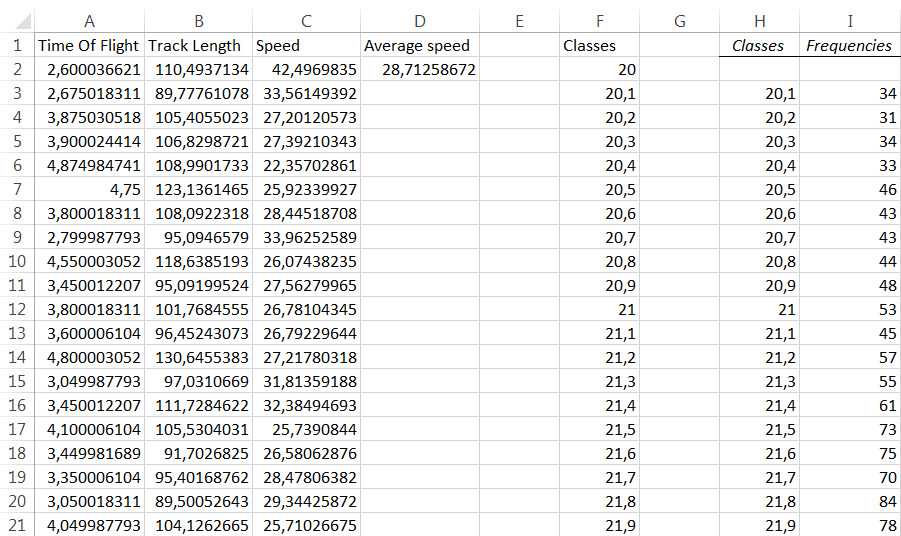 A B C D E F G H I
1 Time Of Flight Track Length Speed Average speed Classes Classes Frequencies
2 2,600036621 110,4937134 42,4969835 28,71258672 20
3 2,675018311 89,77761078 33,56149392 20,1 20,1 34
4 3,875030518 105,4055023 27,20120573 20,2 20,2 31
5 3,900024414 106,8298721 27,39210343 20,3 20,3 34
6 4,874984741 108,9901733 22,35702861 20,4 20,4 33
7 4,75 123,1361465 25,92339927 20,5 20,5 46
8 3,800018311 108,0922318 28,44518708 20,6 20,6 43
9 2,799987793 95,0946579 33,96252589 20,7 20,7 43
10 4,550003052 118,6385193 26,07438235 20,8 20,8 44
11 3,450012207 95,09199524 27,56279965 20,9 20,9 48
12 3,800018311 101,7684555 26,78104345 21 21 53
13 3,600006104 96,45243073 26,79229644 21,1 21,1 45
14 4,800003052 130,6455383 27,21780318 21,2 21,2 57
15 3,049987793 97,0310669 31,81359188 21,3 21,3 55
16 3,450012207 111,7284622 32,38494693 21,4 21,4 61
17 4,100006104 105,5304031 25,7390844 21,5 21,5 73
18 3,449981689 91,7026825 26,58062876 21,6 21,6 75
19 3,350006104 95,40168762 28,47806382 21,7 21,7 70
20 3,050018311 89,50052643 29,34425872 21,8 21,8 84
21 4,049987793 104,1262665 25,71026675 21,9 21,9 78